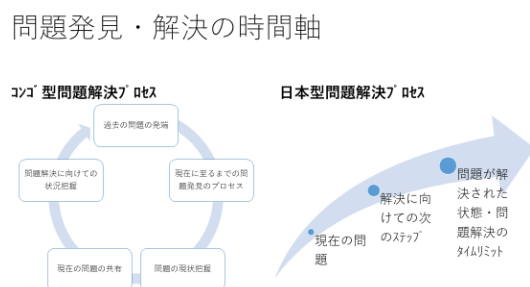 問題発見・解決の時間軸
コンゴ型問題解決プロセス
過去の問題の発端
現在に至るまでの問
題発見のプロセス
問題の現状把握
現在の問題の共有
問題解決に向けての
状況把握
日本型問題解決プロセス
現在の問
題
解決に向
けての次
のステップ
問題が解
決された
状態・問
題解決の
タイムリミット